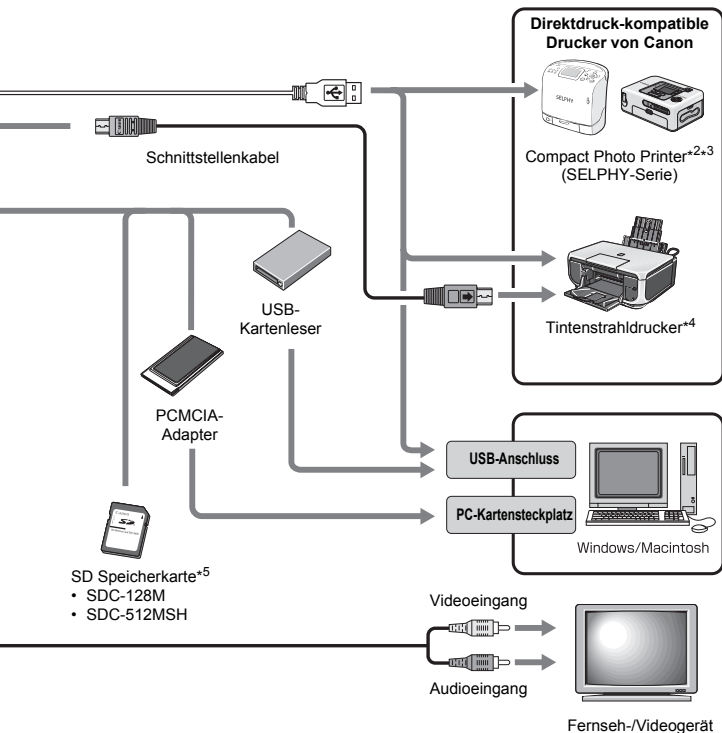 Direktdruck-kompatible
Drucker von Canon
SELPHY
Compact Photo Printer*2*3
(SELPHY-Serie)
Schnittstellenkabel
Tintenstrahldrucker*4
USB-
Kartenleser
PCMCIA-
Adapter
USB-Anschluss
PC-Kartensteckplatz
Windows/Macintosh
SD Speicherkarte*5
• SDC-128M
• SDC-512MSH
Videoeingang
Audioeingang
Fernseh-/Videogerät